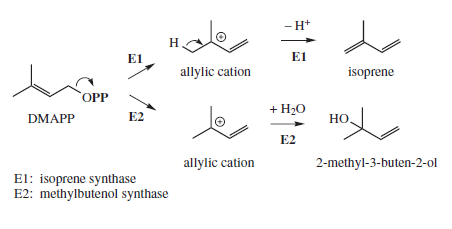 − H⁺
H
⊕
E1
E1
allylic cation
isoprene
OPP
DMAPP
E2
⊕
+ H₂O
HO
E2
allylic cation
2-methyl-3-buten-2-ol
E1: isoprene synthase
E2: methylbutenol synthase